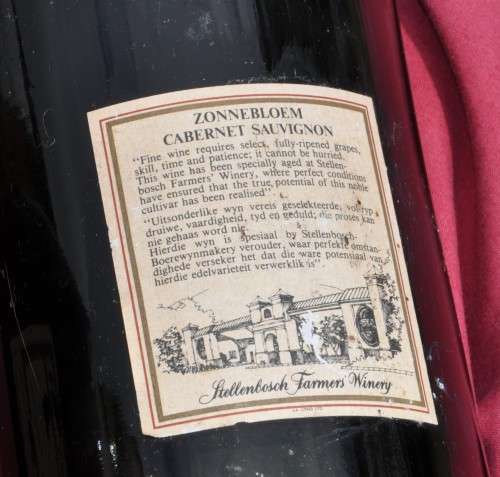 ZONNEBLOEM
CABERNET SAUVIGNON
"Fine wine requires select, fully-ripened grapes,
skill, time and patience; it cannot be hurried.
This wine has been specially aged at Stellen-
bosch Farmers' Winery, where perfect conditions
have ensured that the true potential of this noble
cultivar has been realised"
"Uitsonderlike wyn vereis geselekteerde, volryp
druiwe, vaardigheid, tyd en geduld; die proses kan
nie gehaas word nie.
Hierdie wyn is spesiaal by Stellenbosch-
Boerewynmakery verouder, waar perfekte omstan-
dighede verseker het dat die ware potensiaal van
hierdie edelvariëteit verwerklik is"
Stellenbosch Farmers' Winery